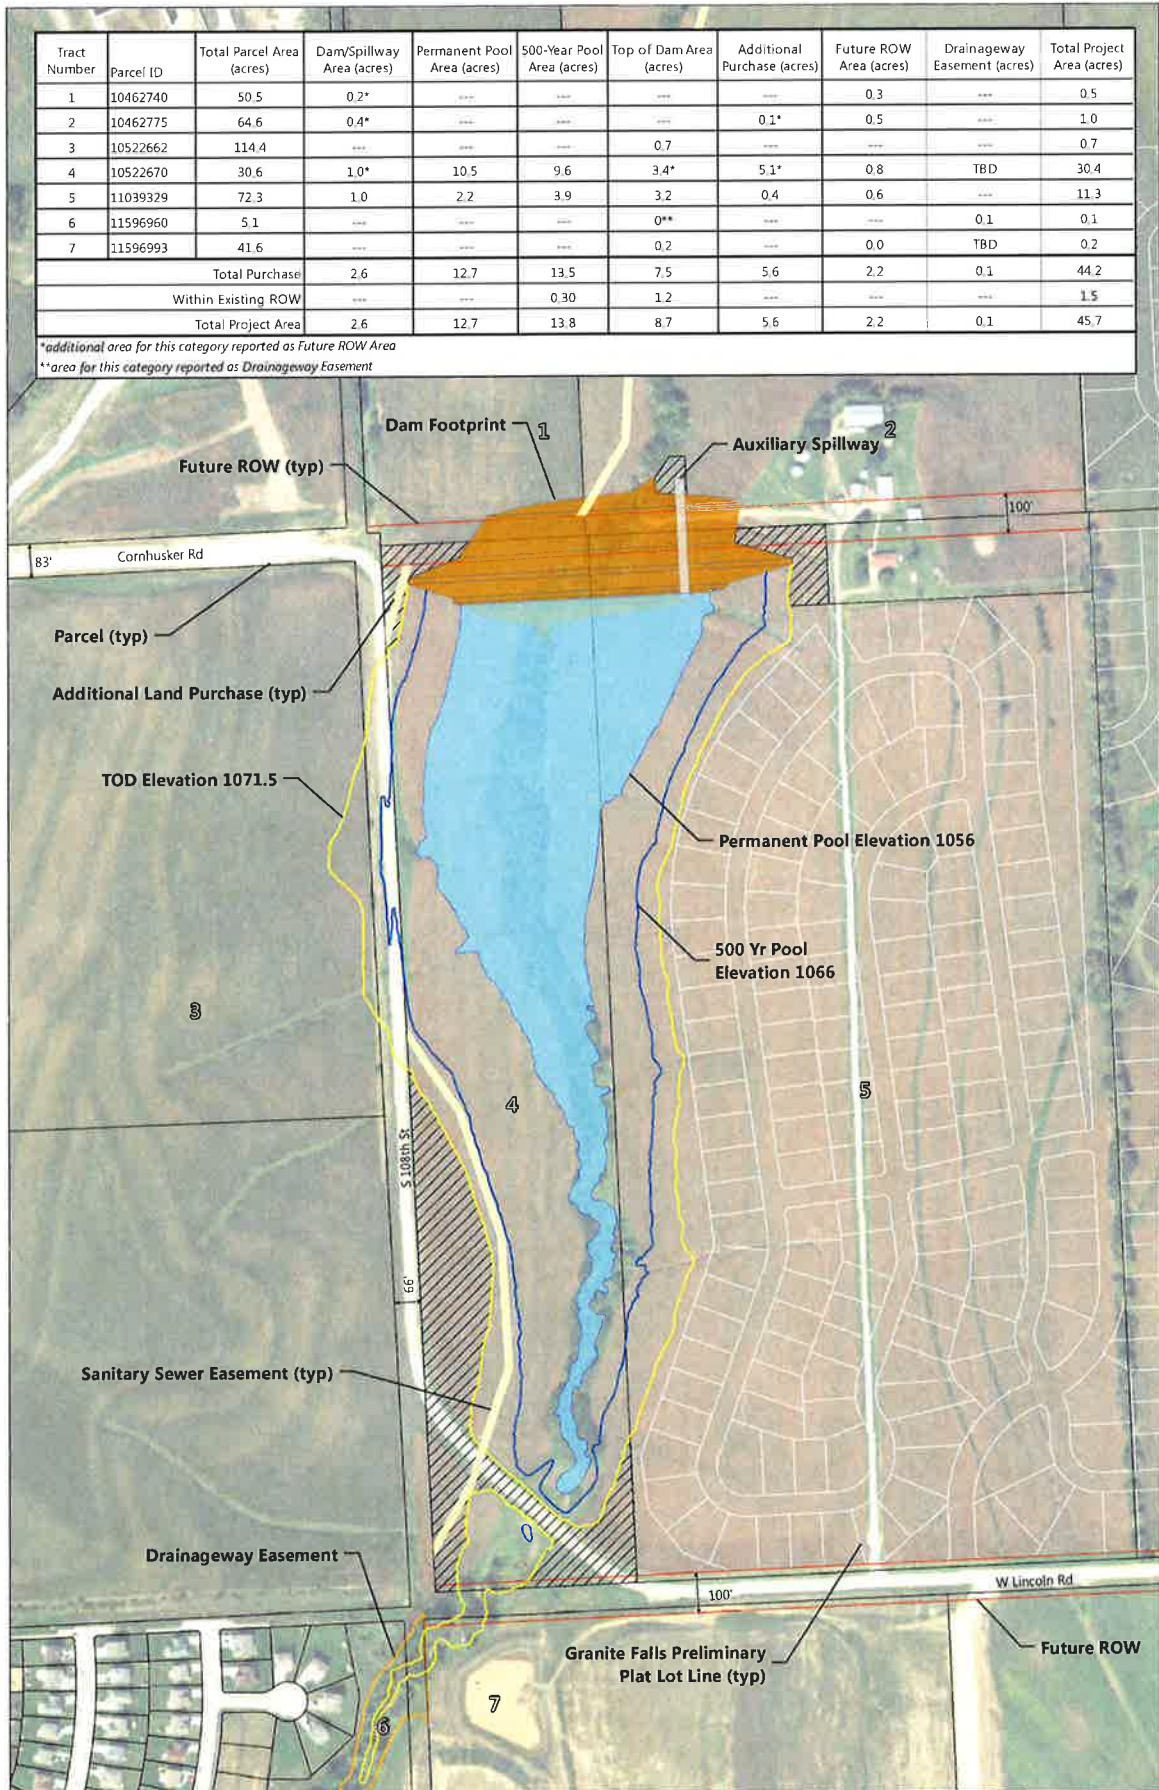 Tract Number Parcel ID Total Parcel Area (acres) Dam/Spillway Area (acres) Permanent Pool Area (acres) 500-Year Pool Area (acres) Top of Dam Area (acres) Additional Purchase (acres) Future ROW Area (acres) Drainageway Easement (acres) Total Project Area (acres)
1 10462740 50.5 0.2* --- --- --- --- 0.3 --- 0.5
2 10462775 64.6 0.4* --- --- --- 0.1* 0.5 --- 1.0
3 10522662 114.4 --- --- --- 0.7 --- --- --- 0.7
4 10522670 30.6 1.0* 10.5 9.6 3.4* 5.1* 0.8 TBD 30.4
5 11039329 72.3 1.0 2.2 3.9 3.2 0.4 0.6 --- 11.3
6 11596960 5.1 --- --- --- 0** --- --- 0.1 0.1
7 11596993 41.6 --- --- --- 0.2 --- 0.0 TBD 0.2
Total Purchase 2.6 12.7 13.5 7.5 5.6 2.2 0.1 44.2
Within Existing ROW --- --- 0.30 1.2 --- --- --- 1.5
Total Project Area 2.6 12.7 13.8 8.7 5.6 2.2 0.1 45.7
*additional area for this category reported as Future ROW Area
**area for this category reported as Drainageway Easement
Dam Footprint
1
2
Auxiliary Spillway
Future ROW (typ)
100'
83'
Cornhusker Rd
Parcel (typ)
Additional Land Purchase (typ)
TOD Elevation 1071.5
Permanent Pool Elevation 1056
500 Yr Pool
Elevation 1066
3
4
5
S 108th St
66'
Sanitary Sewer Easement (typ)
Drainageway Easement
100'
W Lincoln Rd
Granite Falls Preliminary
Plat Lot Line (typ)
Future ROW
7
6